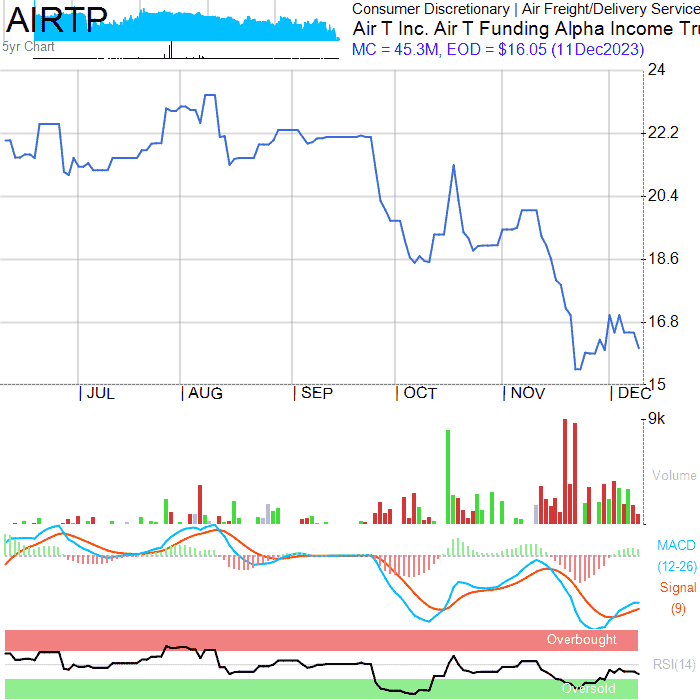 AIRTP
5yr Chart
Consumer Discretionary | Air Freight/Delivery Service
Air T Inc. Air T Funding Alpha Income Tr
MC = 45.3M, EOD = $16.05 (11Dec2023)
24
22.2
20.4
18.6
16.8
15
JUL AUG SEP OCT NOV DEC
9k
Volume
MACD
(12-26)
Signal
(9)
Overbought
RSI(14)
Oversold